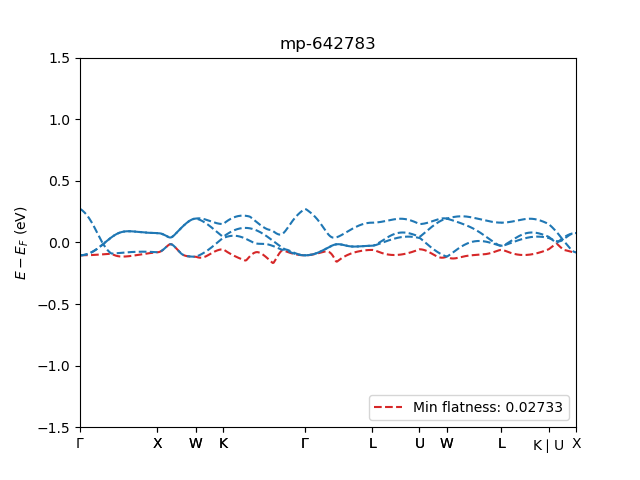 mp-642783
E − E_F (eV)
1.5
1.0
0.5
0.0
−0.5
−1.0
−1.5
Min flatness: 0.02733
Γ X W K Γ L U W L K | U X